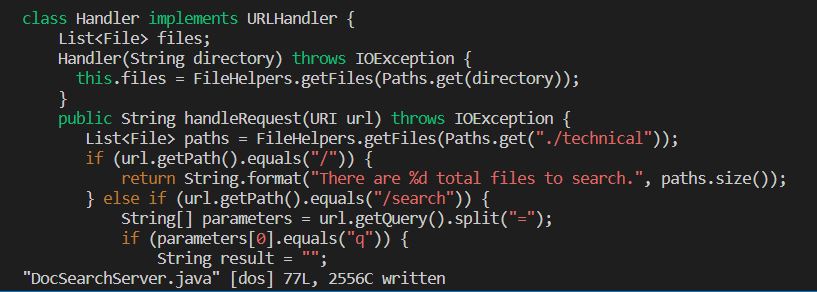 class Handler implements URLHandler {
    List<File> files;
    Handler(String directory) throws IOException {
      this.files = FileHelpers.getFiles(Paths.get(directory));
    }
    public String handleRequest(URI url) throws IOException {
       List<File> paths = FileHelpers.getFiles(Paths.get("./technical"));
       if (url.getPath().equals("/")) {
           return String.format("There are %d total files to search.", paths.size());
       } else if (url.getPath().equals("/search")) {
           String[] parameters = url.getQuery().split("=");
           if (parameters[0].equals("q")) {
               String result = "";
"DocSearchServer.java" [dos] 77L, 2556C written